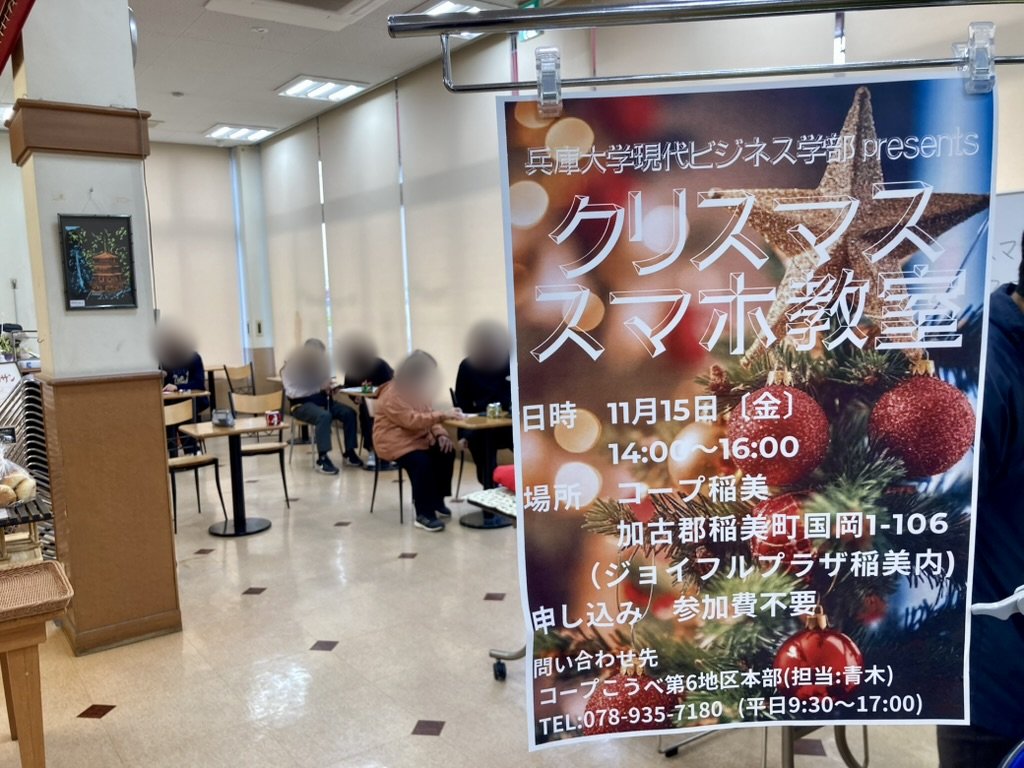 兵庫大学現代ビジネス学部 presents
クリスマス
スマホ教室
日時 11月15日〔金〕
14:00～16:00
場所 コープ稲美
加古郡稲美町国岡1-106
(ジョイフルプラザ稲美内)
申し込み 参加費不要
問い合わせ先
コープこうべ第6地区本部(担当:青木)
TEL:078-935-7180 (平日9:30～17:00)